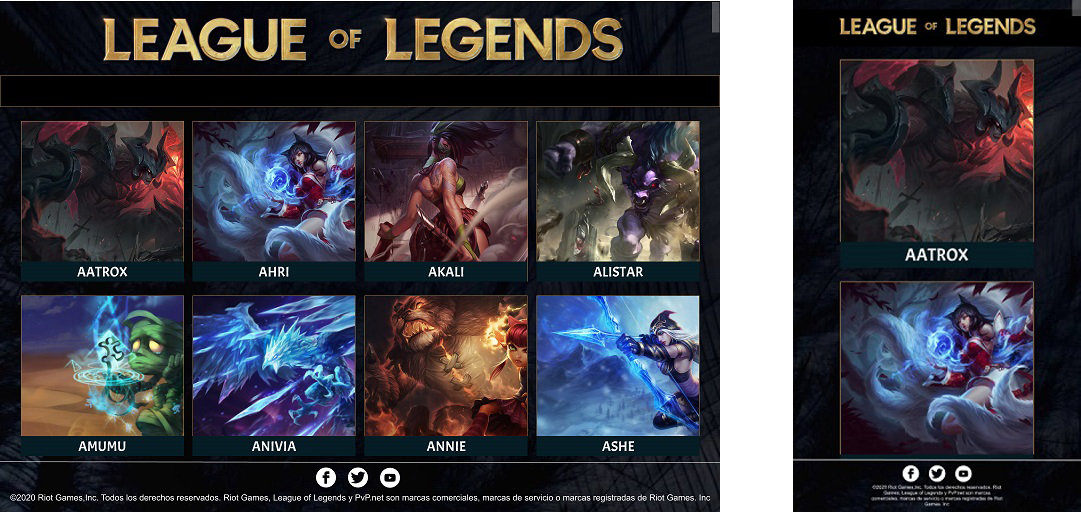 LEAGUE OF LEGENDS
AATROX
AHRI
AKALI
ALISTAR
AMUMU
ANIVIA
ANNIE
ASHE
©2020 Riot Games,Inc. Todos los derechos reservados. Riot Games, League of Legends y PvP.net son marcas comerciales, marcas de servicio o marcas registradas de Riot Games. Inc
LEAGUE OF LEGENDS
AATROX
©2020 Riot Games,Inc. Todos los derechos reservados. Riot
Games, League of Legends y PvP.net son marcas
comerciales, marcas de servicio o marcas registradas de Riot
Games. Inc